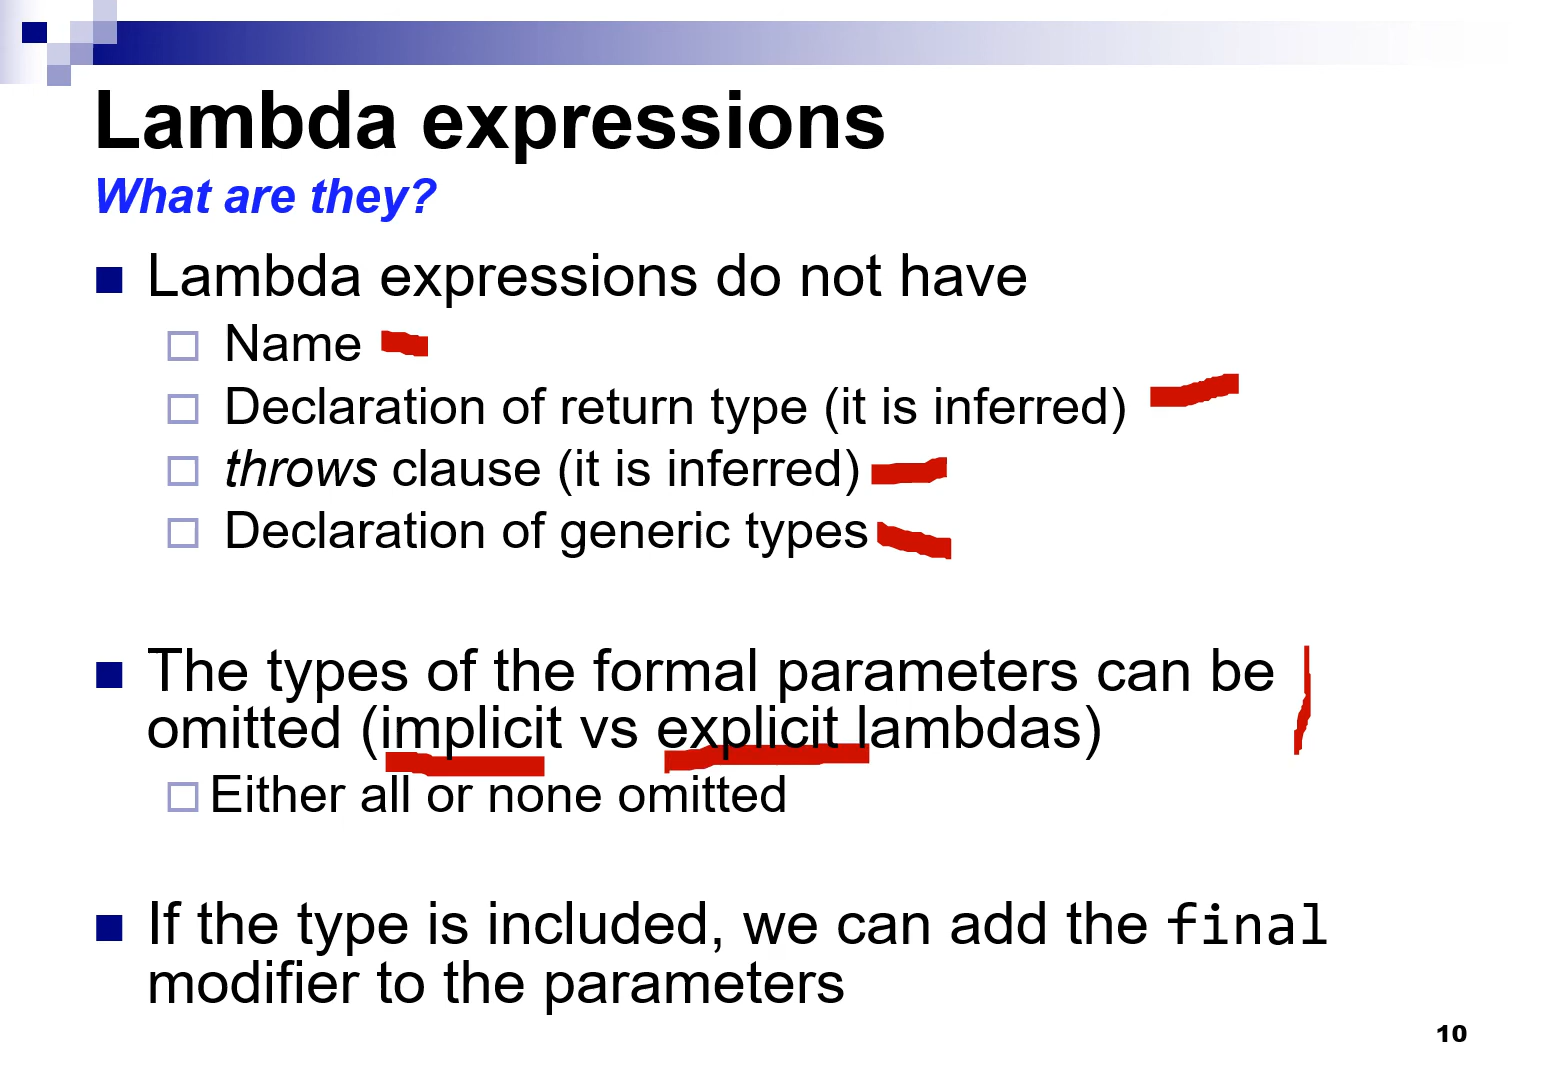 Lambda expressions
What are they?
Lambda expressions do not have
Name
Declaration of return type (it is inferred)
throws clause (it is inferred)
Declaration of generic types
The types of the formal parameters can be
omitted (implicit vs explicit lambdas)
Either all or none omitted
If the type is included, we can add the final
modifier to the parameters
10